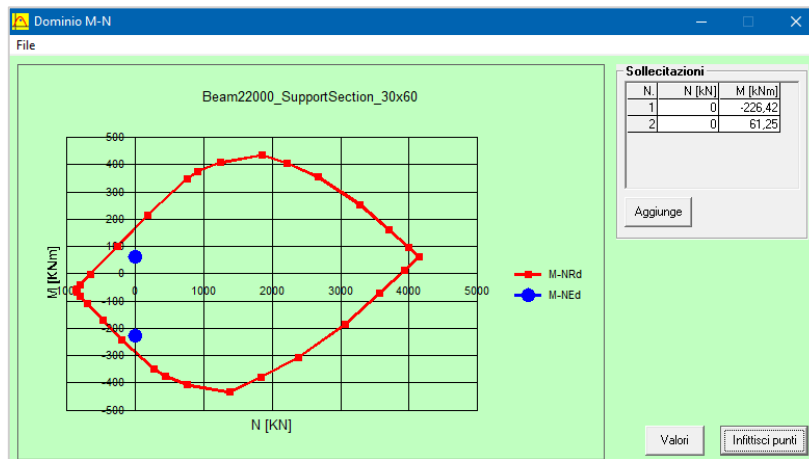 Dominio M-N
File
Beam22000_SupportSection_30x60
M [KNm]
500
400
300
200
100
0
-100
-200
-300
-400
-500
0
1000
2000
3000
4000
5000
N [KN]
M-NRd
M-NEd
Sollecitazioni
N. N [kN] M [kNm]
1 0 -226,42
2 0 61,25
Aggiunge
Valori
Infittisci punti